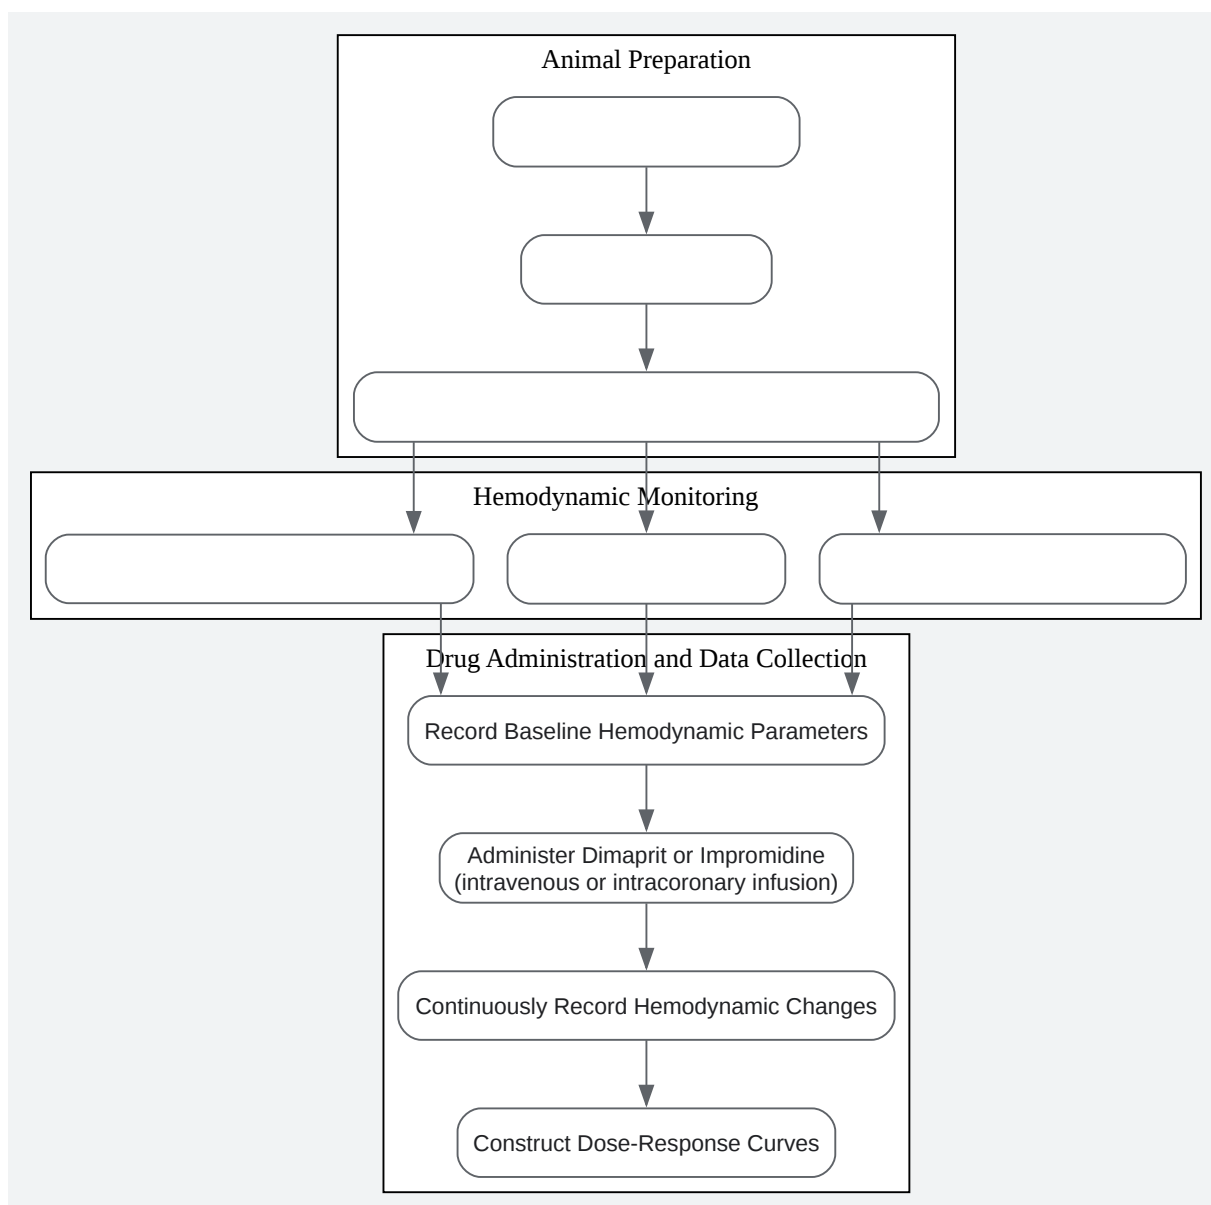 Animal Preparation
Hemodynamic Monitoring
Drug Administration and Data Collection
Record Baseline Hemodynamic Parameters
Administer Dimaprit or Impromidine
(intravenous or intracoronary infusion)
Continuously Record Hemodynamic Changes
Construct Dose-Response Curves